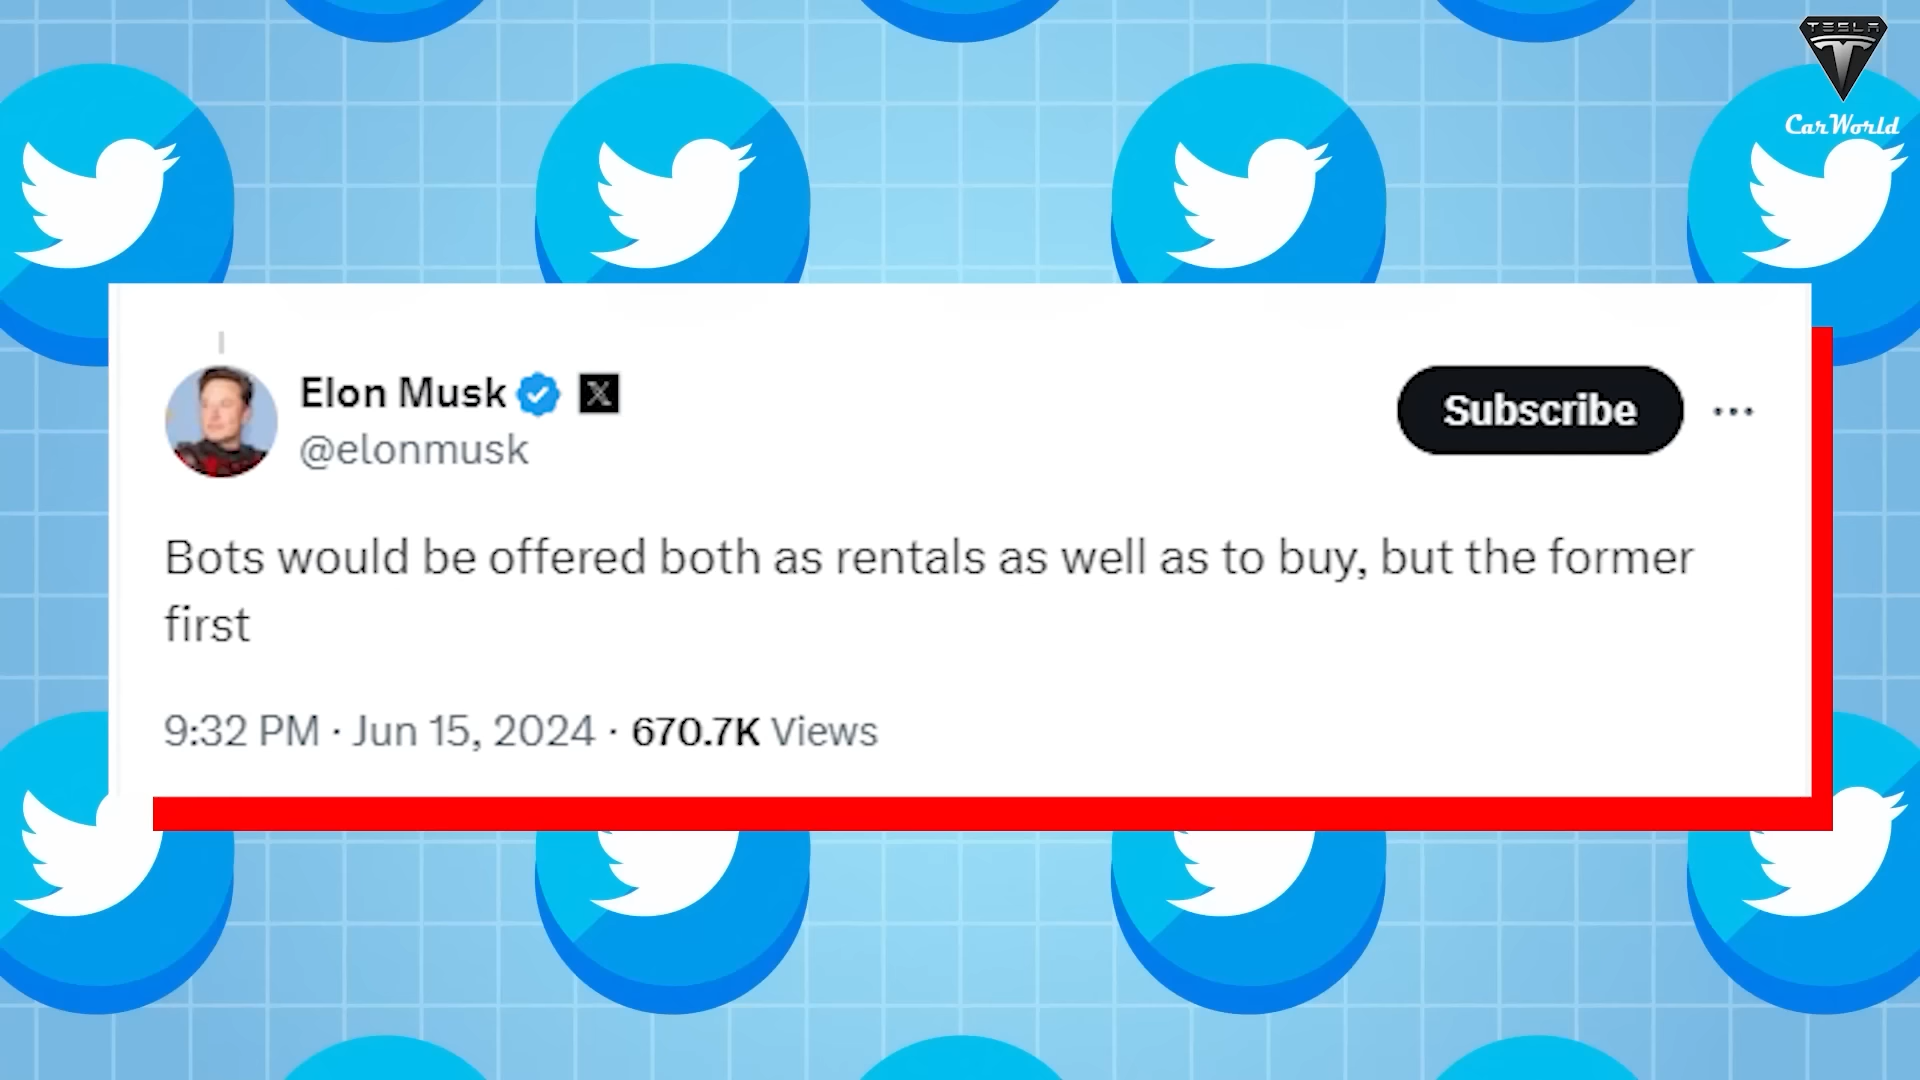 TESLA
CarWorld
Elon Musk
@elonmusk
Subscribe
Bots would be offered both as rentals as well as to buy, but the former
first
9:32 PM · Jun 15, 2024 · 670.7K Views